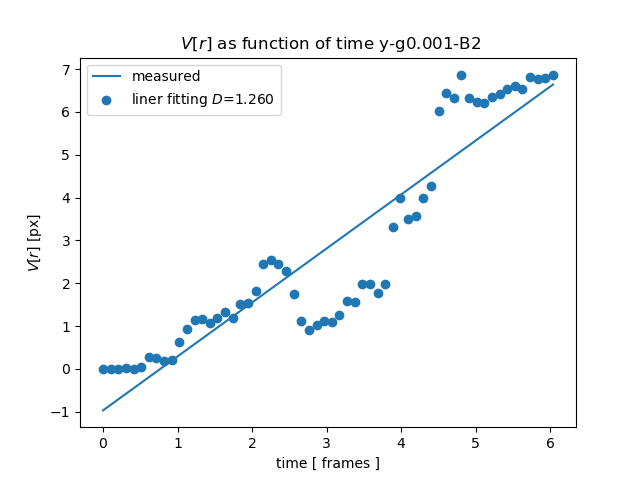 V[r] as function of time y-g0.001-B2
measured
liner fitting D=1.260
7
6
5
4
3
2
1
0
−1
V[r] [px]
0 1 2 3 4 5 6
time [ frames ]